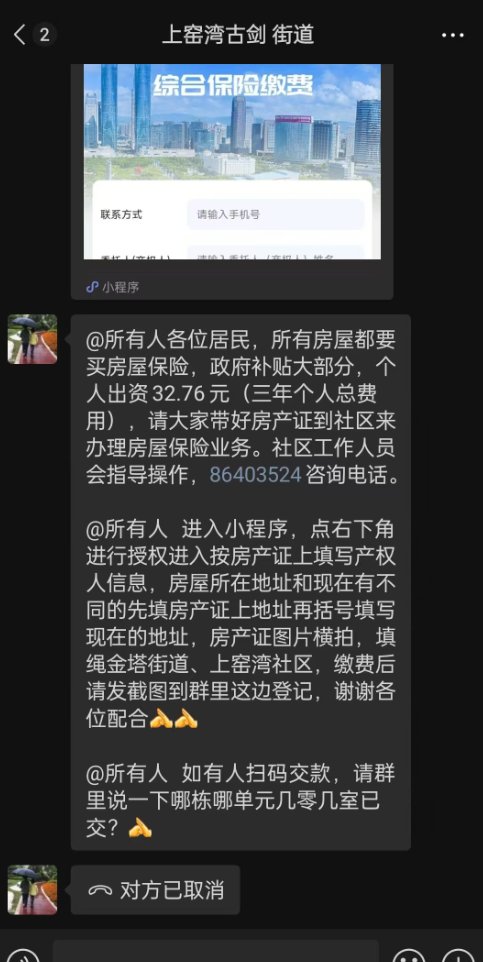 2
上窑湾古剑 街道
综合保险缴费
联系方式
请输入手机号
小程序
@所有人各位居民，所有房屋都要
买房屋保险，政府补贴大部分，个
人出资32.76元（三年个人总费
用），请大家带好房产证到社区来
办理房屋保险业务。社区工作人员
会指导操作，86403524咨询电话。
@所有人 进入小程序，点右下角
进行授权进入按房产证上填写产权
人信息，房屋所在地址和现在有不
同的先填房产证上地址再括号填写
现在的地址，房产证图片横拍，填
绳金塔街道、上窑湾社区，缴费后
请发截图到群里这边登记，谢谢各
位配合
@所有人 如有人扫码交款，请群
里说一下哪栋哪单元几零几室已
交？
对方已取消